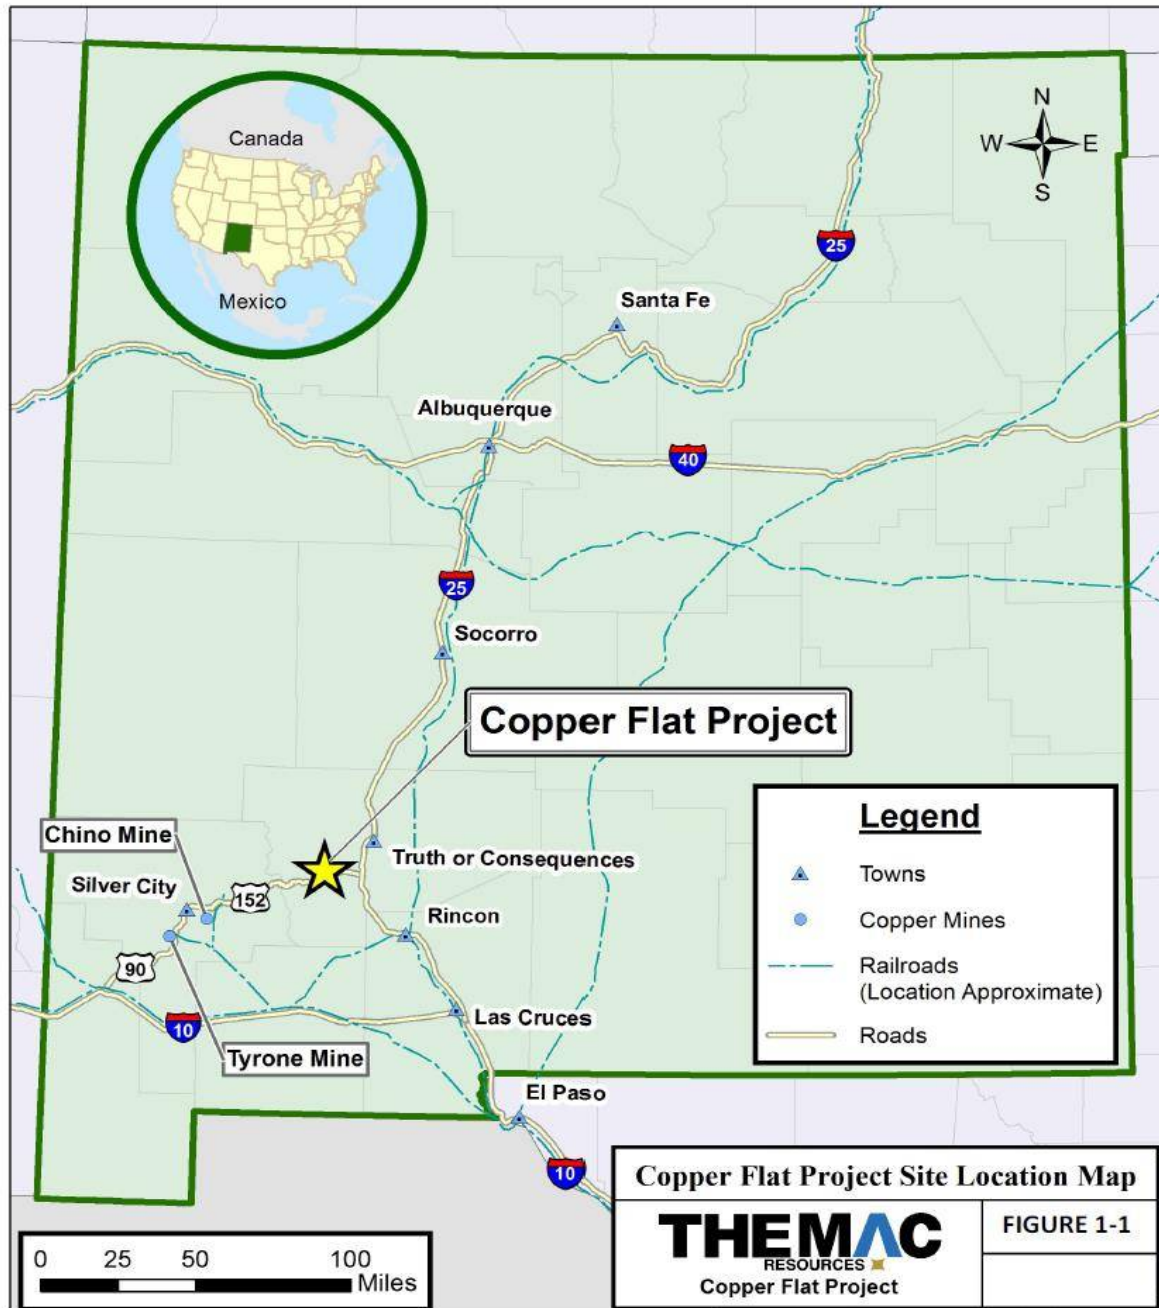 Canada
Mexico
N
W E
S
25
Santa Fe
Albuquerque
40
25
Socorro
Copper Flat Project
Chino Mine
Silver City
152
Truth or Consequences
Rincon
90
10
Las Cruces
Tyrone Mine
El Paso
10
Legend
Towns
Copper Mines
Railroads
(Location Approximate)
Roads
0 25 50 100
Miles
Copper Flat Project Site Location Map
THEMAC
RESOURCES
Copper Flat Project
FIGURE 1-1